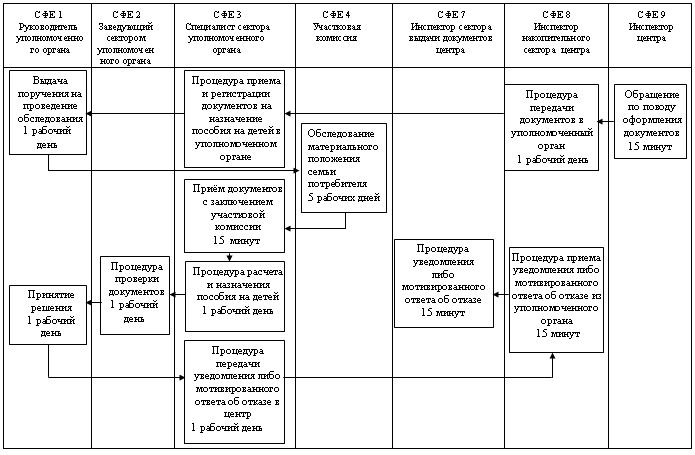 СФЕ 1
Руководитель
уполномоченно
го органа
СФЕ 2
Заведующий
сектором
уполномочен
ного органа
СФЕ 3
Специалист сектора
уполномоченного
органа
СФЕ 4
Участковая
комиссия
СФЕ 7
Инспектор сектора
выдачи документов
центра
СФЕ 8
Инспектор
накопительного
сектора центра
СФЕ 9
Инспектор
центра
Выдача
поручения на
проведение
обследования
1 рабочий
день
Процедура приема
и регистрации
документов на
назначение
пособия на детей в
уполномоченном
органе
Обследование
материального
положения
семьи
потребителя
5 рабочих дней
Процедура
передачи
документов в
уполномоченный
орган
1 рабочий день
Обращение
по поводу
оформления
документов
15 минут
Приём документов
с заключением
участковой
комиссии
15 минут
Процедура
уведомления
либо
мотивированного
ответа об отказе
15 минут
Процедура приема
уведомления либо
мотивированного
ответа об отказе из
уполномоченного
органа
15 минут
Принятие
решения
1 рабочий
день
Процедура
проверки
документов
1 рабочий
день
Процедура расчета
и назначения
пособия на детей
1 рабочий день
Процедура
передачи
уведомления либо
мотивированного
ответа об отказе в
центр
1 рабочий день